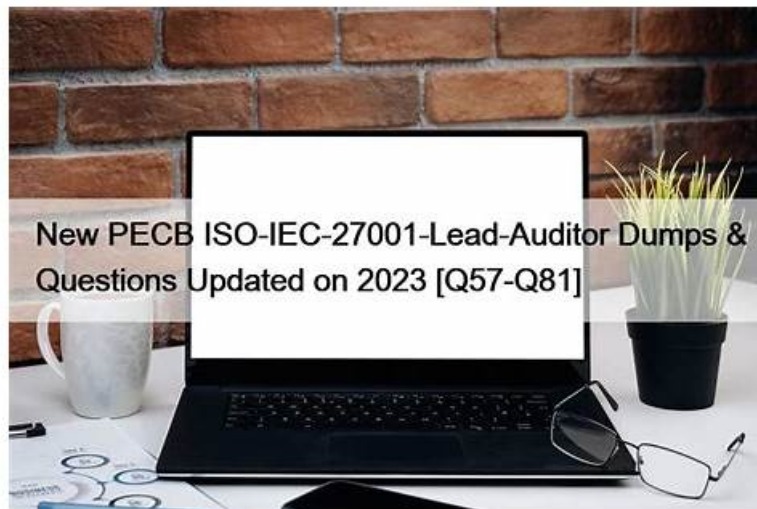 New PECB ISO-IEC-27001-Lead-Auditor Dumps &
Questions Updated on 2023 [Q57-Q81]